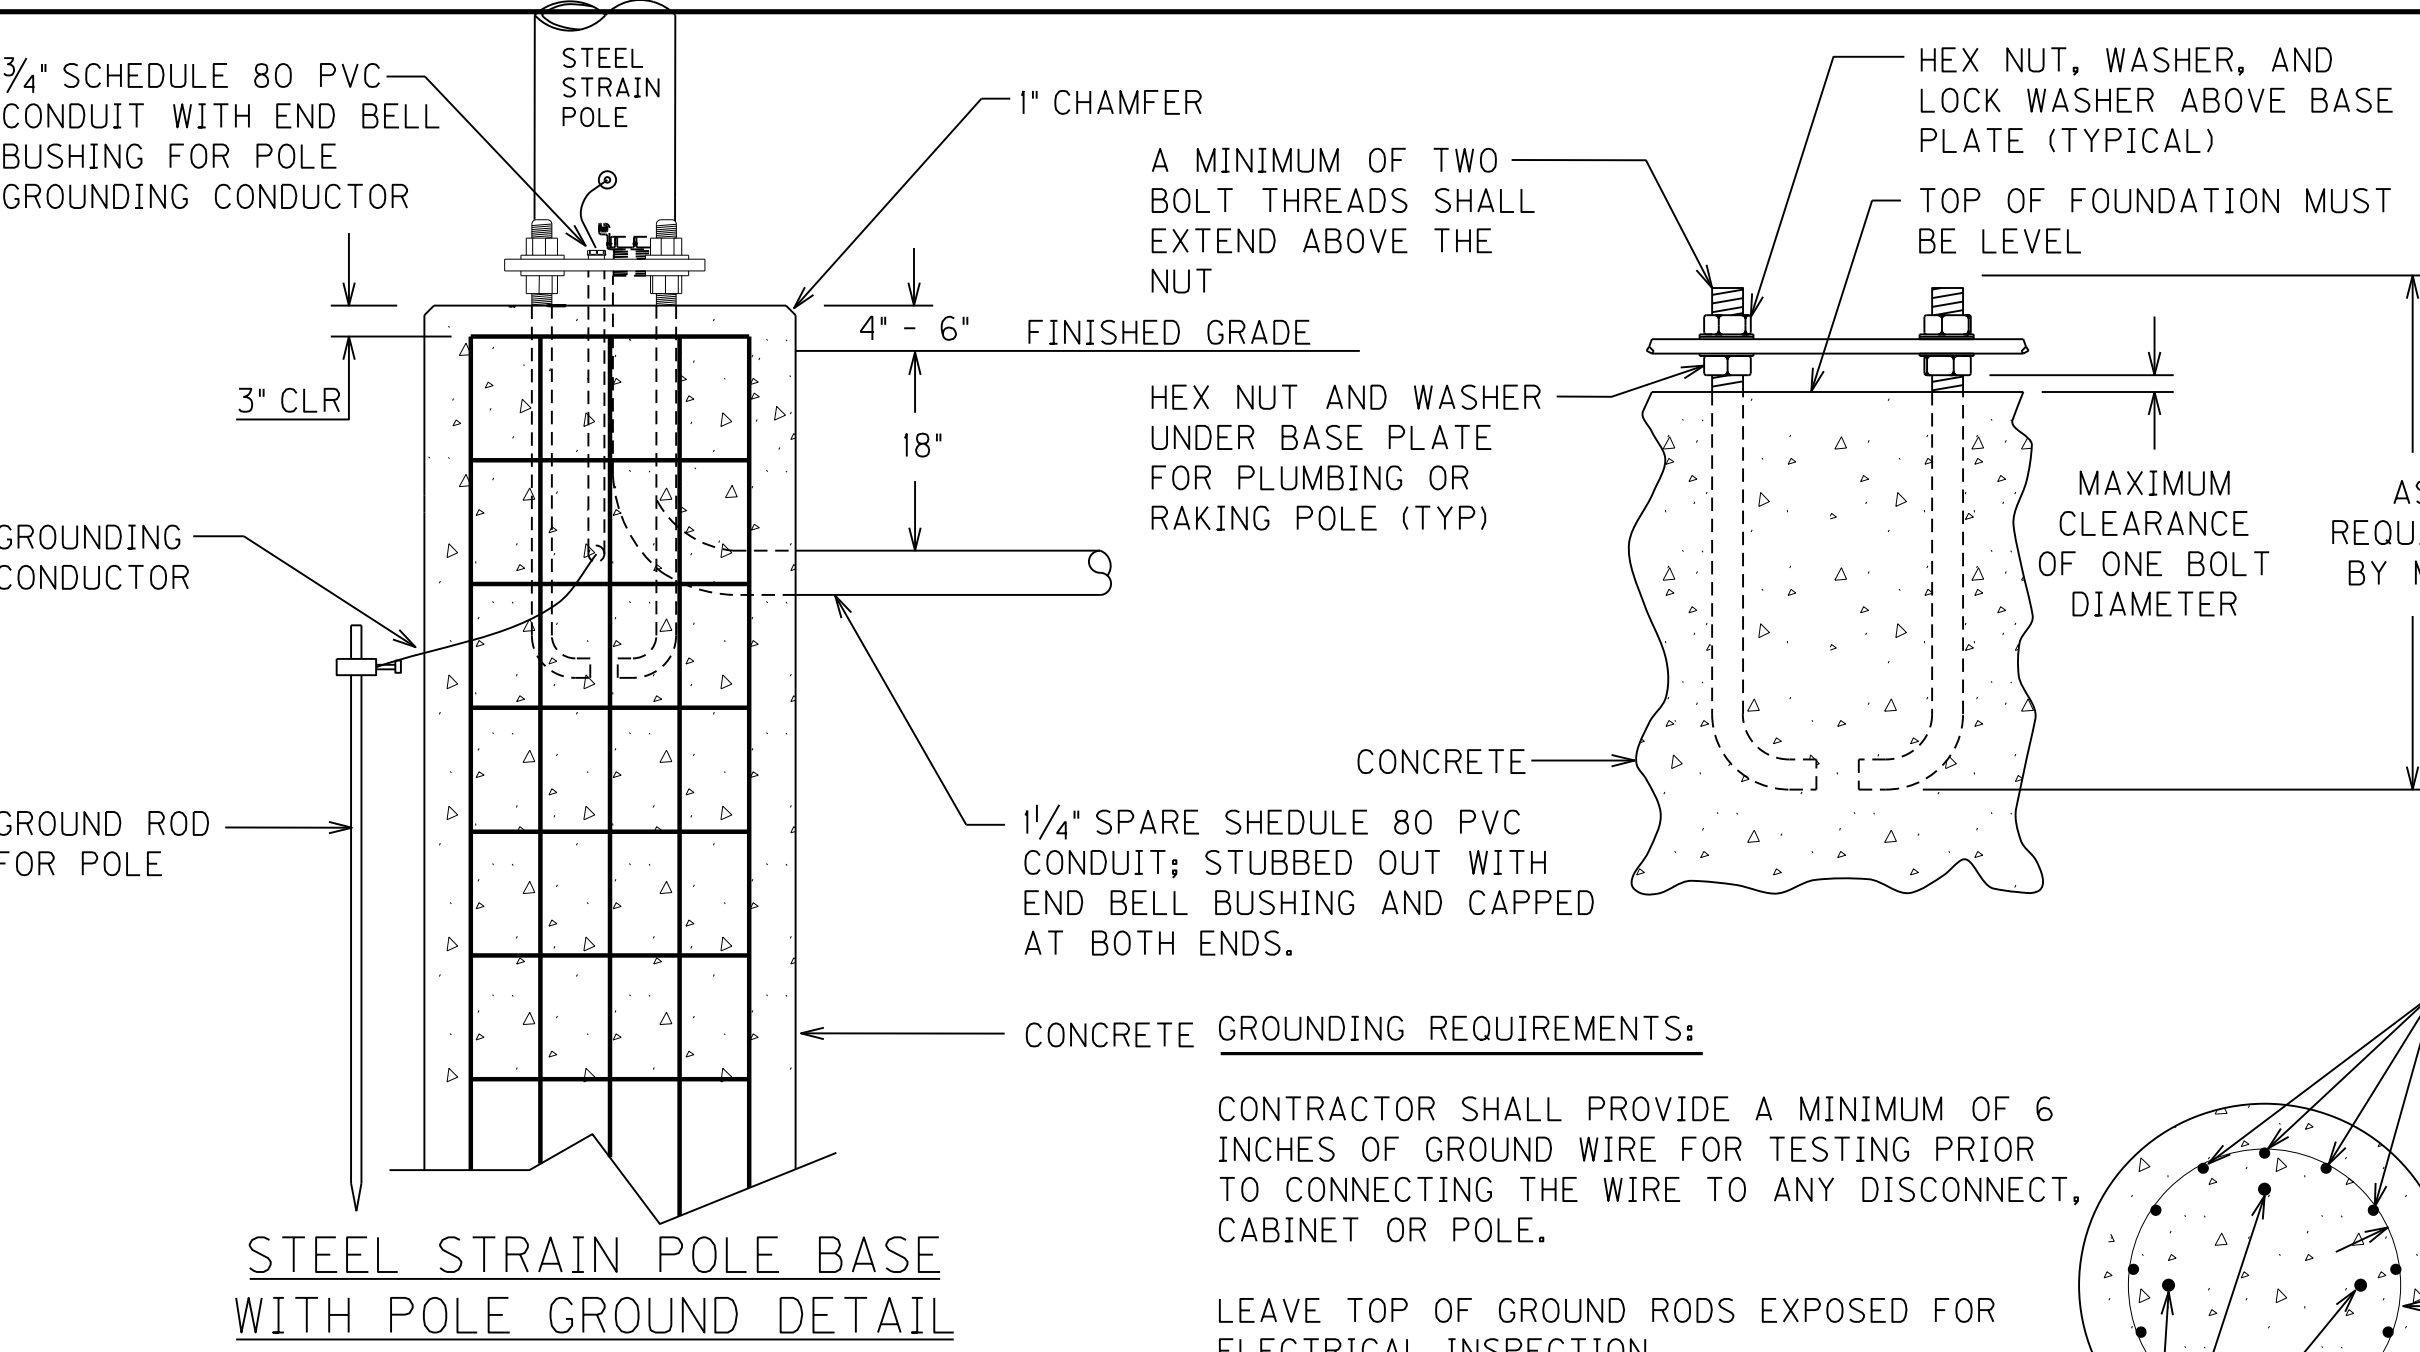 3/4" SCHEDULE 80 PVC
CONDUIT WITH END BELL
BUSHING FOR POLE
GROUNDING CONDUCTOR
STEEL
STRAIN
POLE
1" CHAMFER
3" CLR
4" - 6"
FINISHED GRADE
18"
GROUNDING
CONDUCTOR
GROUND ROD
FOR POLE
1 1/4" SPARE SHEDULE 80 PVC
CONDUIT; STUBBED OUT WITH
END BELL BUSHING AND CAPPED
AT BOTH ENDS.
CONCRETE
STEEL STRAIN POLE BASE
WITH POLE GROUND DETAIL
A MINIMUM OF TWO
BOLT THREADS SHALL
EXTEND ABOVE THE
NUT
HEX NUT, WASHER, AND
LOCK WASHER ABOVE BASE
PLATE (TYPICAL)
TOP OF FOUNDATION MUST
BE LEVEL
HEX NUT AND WASHER
UNDER BASE PLATE
FOR PLUMBING OR
RAKING POLE (TYP)
MAXIMUM
CLEARANCE
OF ONE BOLT
DIAMETER
BY
CONCRETE
GROUNDING REQUIREMENTS:
CONTRACTOR SHALL PROVIDE A MINIMUM OF 6
INCHES OF GROUND WIRE FOR TESTING PRIOR
TO CONNECTING THE WIRE TO ANY DISCONNECT,
CABINET OR POLE.
LEAVE TOP OF GROUND RODS EXPOSED FOR
ELECTRICAL INSPECTION